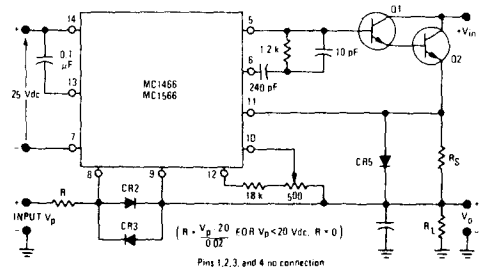 14
5
Q1
+
+Vin
0.1
μF
1.2 k
10 pF
Q2
6
240 pF
25 Vdc
13
MC1466
MC1566
11
10
CR5
RS
7
-
8
9
12
+
R
CR2
18 k
500
+
INPUT Vp
CR3
( R = Vp - 20 / 0.02 FOR Vp < 20 Vdc, R = 0 )
RL
Vo
-
-
Pins 1, 2, 3, and 4 no connection